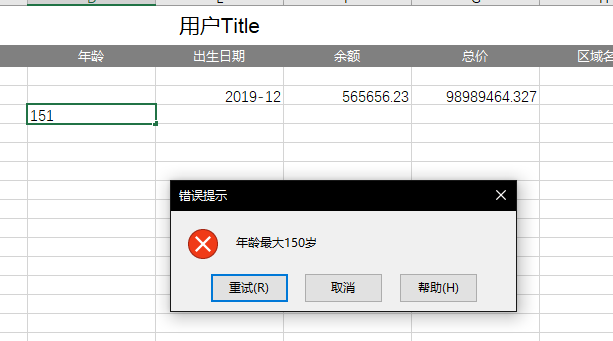 用户Title
年龄 出生日期 余额 总价 区域名
2019-12 565656.23 98989464.327
151
错误提示
年龄最大150岁
重试(R) 取消 帮助(H)